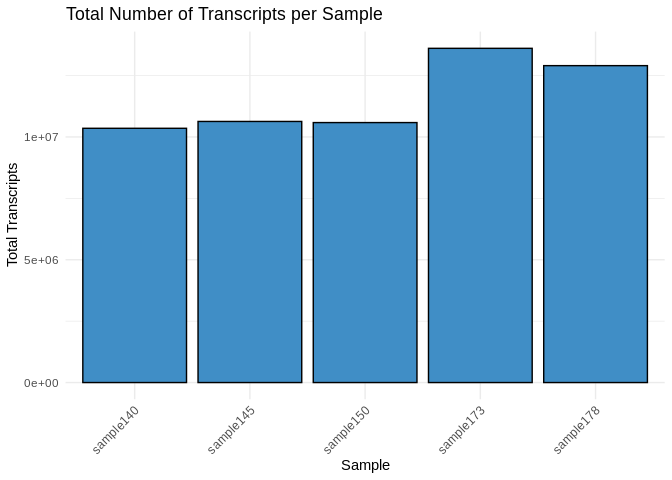 Total Number of Transcripts per Sample
Total Transcripts
1e+07
5e+06
0e+00
sample140
sample145
sample150
sample173
sample178
Sample